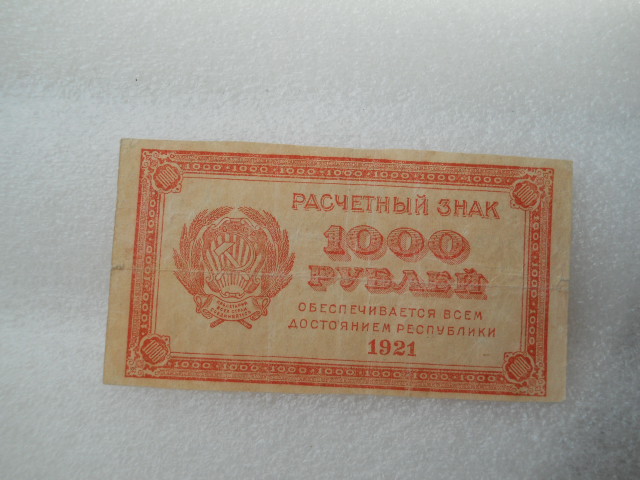 РАСЧЕТНЫЙ ЗНАК
1000
РУБЛЕЙ
ОБЕСПЕЧИВАЕТСЯ ВСЕМ
ДОСТОЯНИЕМ РЕСПУБЛИКИ
1921